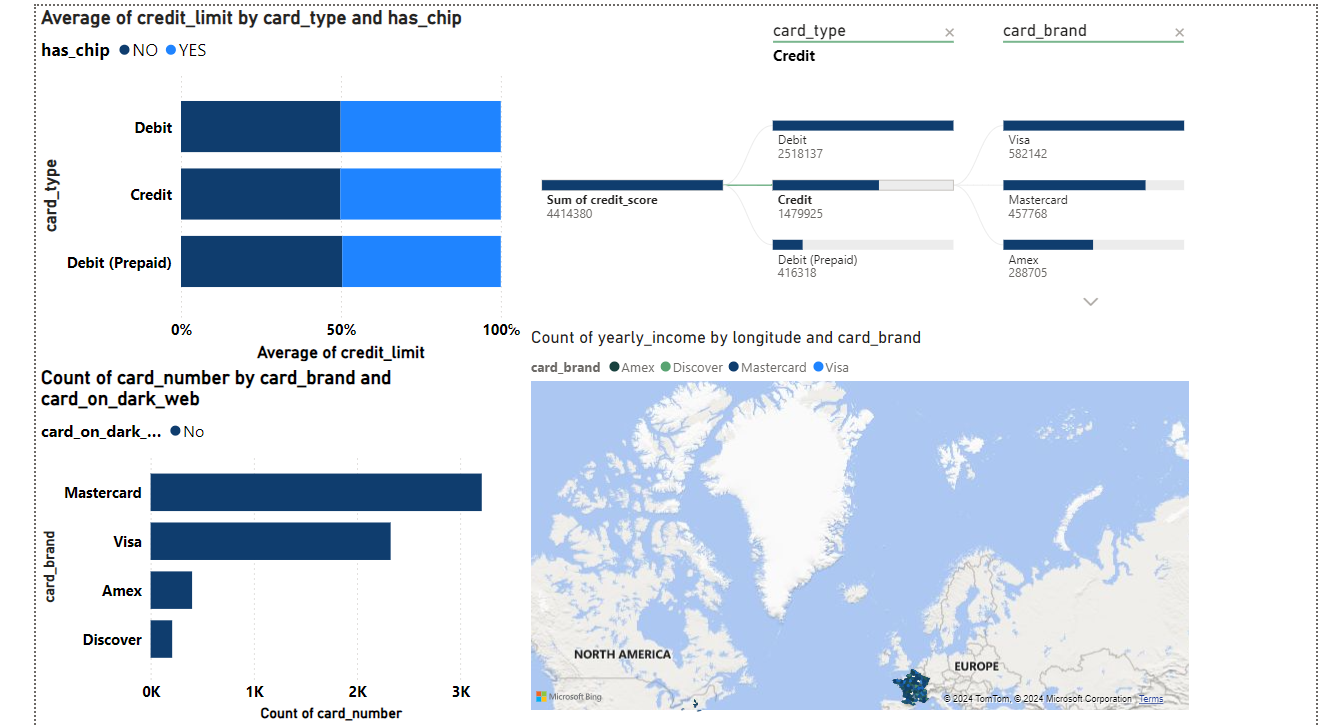 Average of credit_limit by card_type and has_chip
has_chip NO YES
card_type
Debit
Credit
Debit (Prepaid)
0% 50% 100%
Average of credit_limit
card_type × card_brand ×
Credit
Sum of credit_score
4414380
Debit
2518137
Credit
1479925
Debit (Prepaid)
416318
Visa
582142
Mastercard
457768
Amex
288705
Count of card_number by card_brand and
card_on_dark_web
card_on_dark_... No
card_brand
Mastercard
Visa
Amex
Discover
0K 1K 2K 3K
Count of card_number
Count of yearly_income by longitude and card_brand
card_brand Amex Discover Mastercard Visa
NORTH AMERICA
EUROPE
Microsoft Bing
© 2024 TomTom, © 2024 Microsoft Corporation Terms